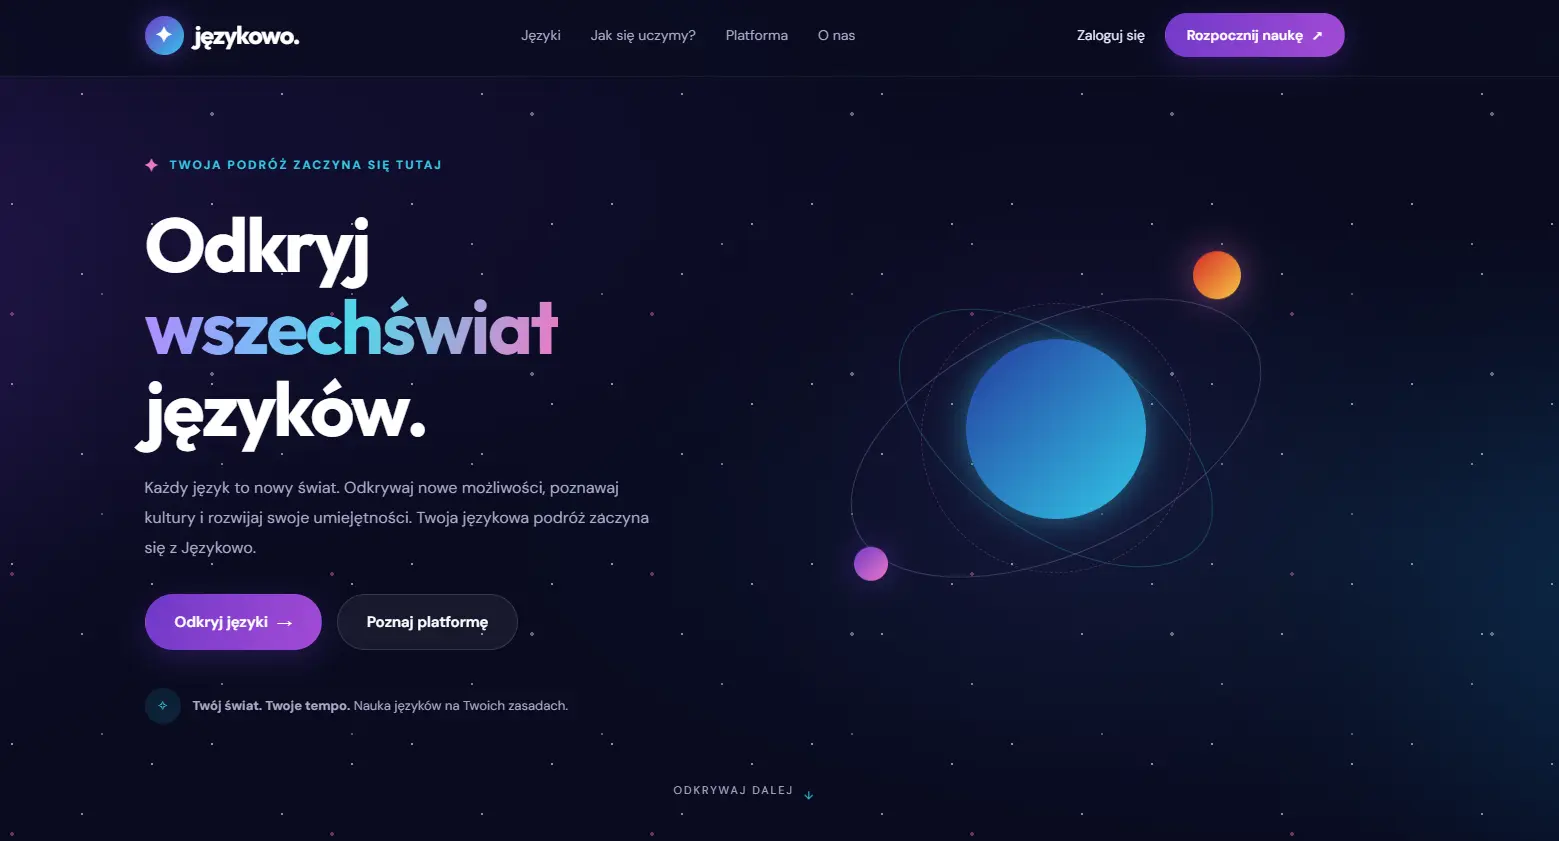 językowo.
Języki
Jak się uczymy?
Platforma
O nas
Zaloguj się
Rozpocznij naukę ↗
TWOJA PODRÓŻ ZACZYNA SIĘ TUTAJ
Odkryj
wszechświat
języków.
Każdy język to nowy świat. Odkrywaj nowe możliwości, poznawaj
kultury i rozwijaj swoje umiejętności. Twoja językowa podróż zaczyna
się z Językowo.
Odkryj języki →
Poznaj platformę
Twój świat. Twoje tempo. Nauka języków na Twoich zasadach.
ODKRYWAJ DALEJ ↓